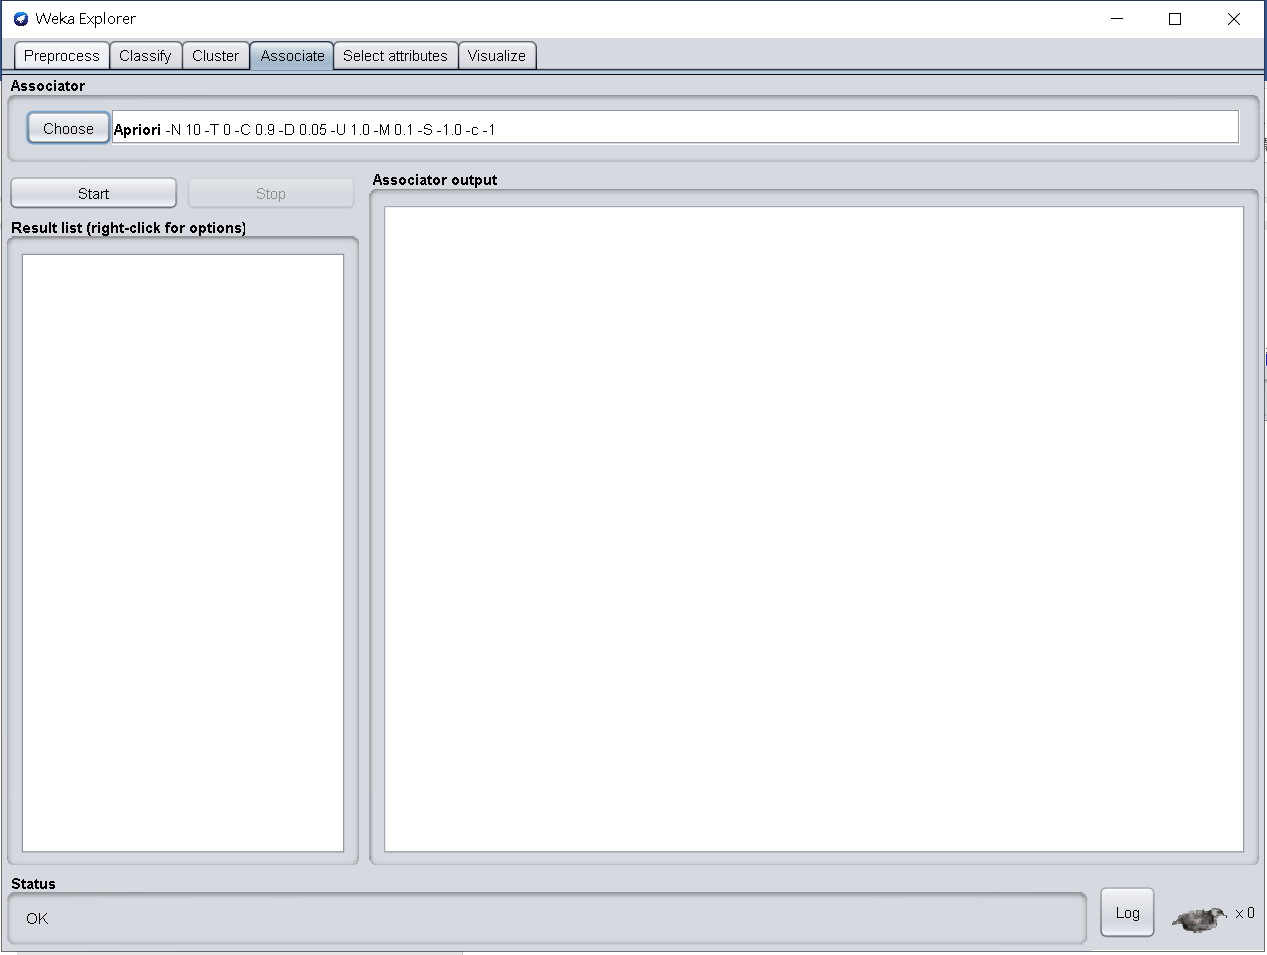 Weka Explorer
Preprocess Classify Cluster Associate Select attributes Visualize
Associator
Choose Apriori -N 10 -T 0 -C 0.9 -D 0.05 -U 1.0 -M 0.1 -S -1.0 -c -1
Start Stop
Associator output
Result list (right-click for options)
Status
OK
Log
x 0